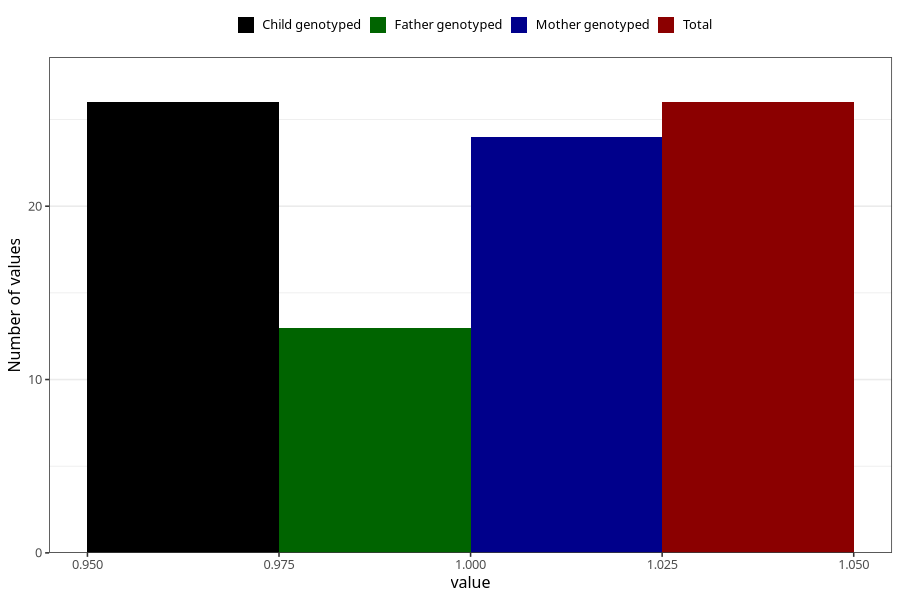 Child genotyped Father genotyped Mother genotyped Total
Number of values
20
10
0
0.950 0.975 1.000 1.025 1.050
value